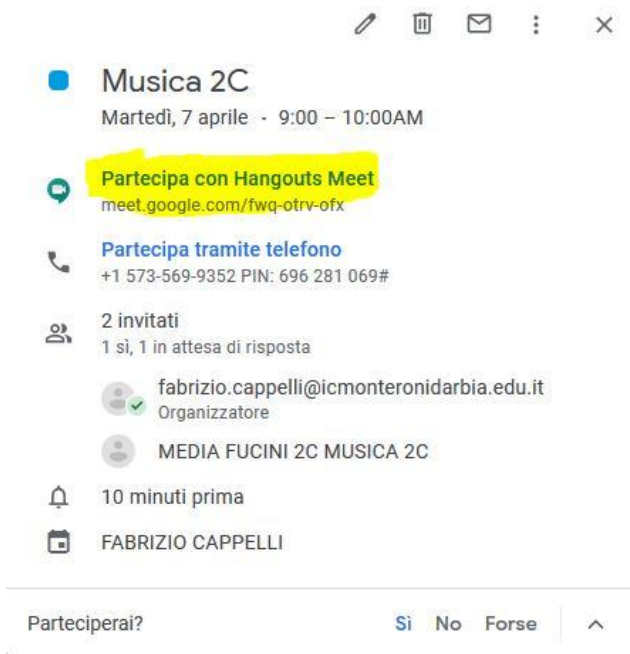 Musica 2C
Martedì, 7 aprile · 9:00 – 10:00AM
Partecipa con Hangouts Meet
meet.google.com/fwq-otrv-ofx
Partecipa tramite telefono
+1 573-569-9352 PIN: 696 281 069#
2 invitati
1 sì, 1 in attesa di risposta
fabrizio.cappelli@icmonteronidarbia.edu.it
Organizzatore
MEDIA FUCINI 2C MUSICA 2C
10 minuti prima
FABRIZIO CAPPELLI
Parteciperai? Sì No Forse